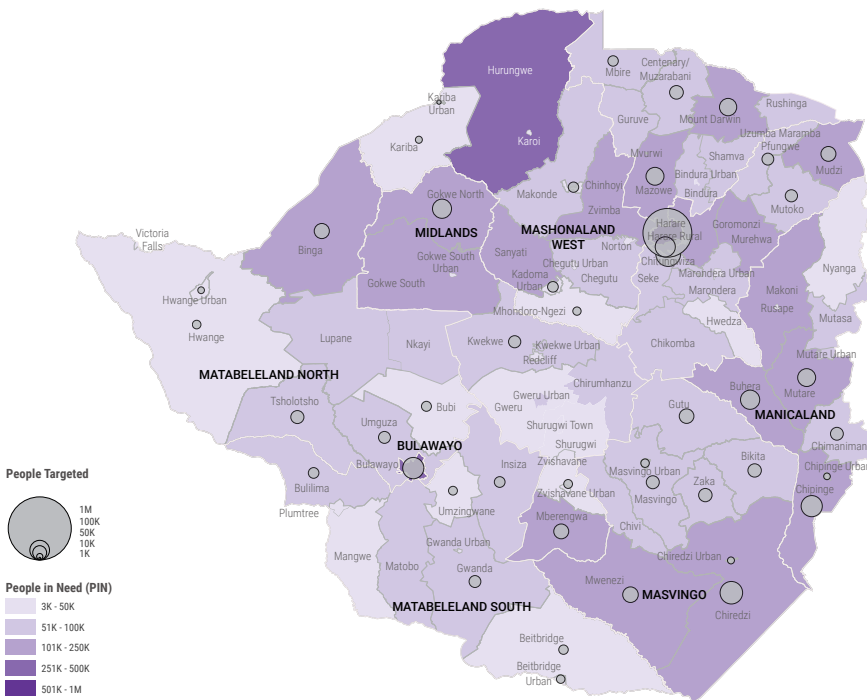 Hurungwe
Karoi
Kariba
Urban
Kariba
Mbire
Centenary/
Muzarabani
Guruve
Mount Darwin
Rushinga
Uzumba Maramba
Pfungwe
Mudzi
Mvurwi
Mazowe
Shamva
Bindura Urban
Bindura
Mutoko
Makonde
Chinhoyi
Zvimba
Gokwe North
MIDLANDS
MASHONALAND
WEST
Harare
Harare Rural
Chitungwiza
Goromonzi
Murehwa
Nyanga
Victoria
Falls
Binga
Gokwe South
Urban
Gokwe South
Sanyati
Kadoma
Urban
Norton
Chegutu Urban
Chegutu
Seke
Marondera Urban
Marondera
Makoni
Rusape
Mutasa
Hwange Urban
Hwange
Mhondoro-Ngezi
Hwedza
Lupane
Nkayi
Kwekwe
Kwekwe Urban
Redcliff
Chikomba
Mutare Urban
Mutare
MATABELELAND NORTH
Chirumhanzu
Buhera
MANICALAND
Tsholotsho
Umguza
Bubi
Gweru Urban
Gweru
Shurugwi Town
Shurugwi
Gutu
Chimanimani
BULAWAYO
Bulawayo
Zvishavane
Zvishavane Urban
Masvingo Urban
Masvingo
Bikita
Zaka
Chipinge Urban
Chipinge
Bulilima
Plumtree
Umzingwane
Insiza
Mberengwa
Chivi
Mangwe
Matobo
Gwanda Urban
Gwanda
Chiredzi Urban
Mwenezi
MASVINGO
Chiredzi
MATABELELAND SOUTH
Beitbridge
Beitbridge
Urban
People Targeted
1M
100K
50K
10K
1K
People in Need (PIN)
3K - 50K
51K - 100K
101K - 250K
251K - 500K
501K - 1M